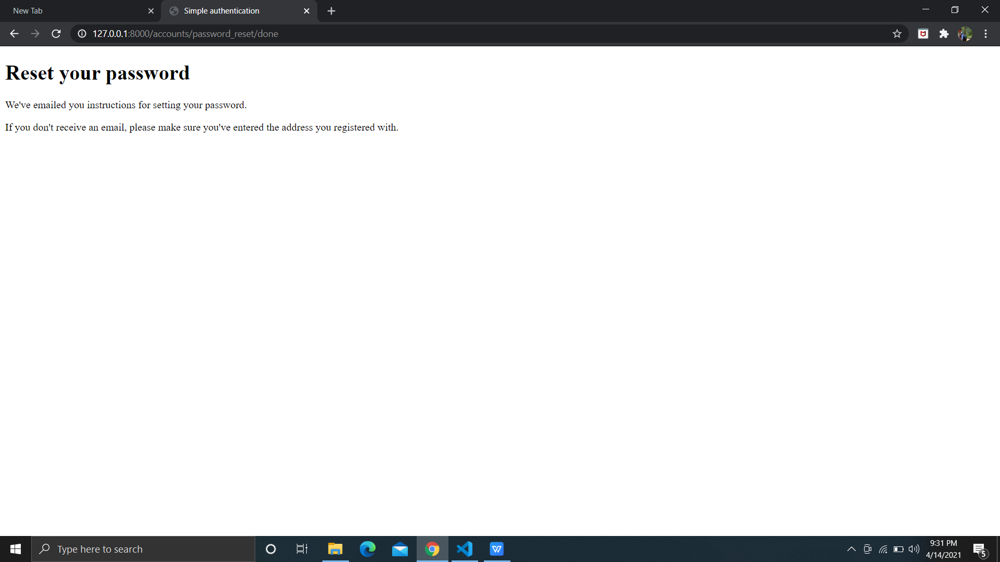 New Tab
Simple authentication
127.0.0.1:8000/accounts/password_reset/done
Reset your password
We've emailed you instructions for setting your password.
If you don't receive an email, please make sure you've entered the address you registered with.
Type here to search
W
9:31 PM
4/14/2021
5